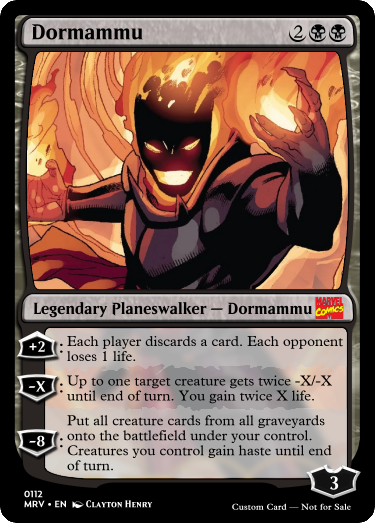 Dormammu 2
Legendary Planeswalker — Dormammu MARVEL COMICS
+2: Each player discards a card. Each opponent
loses 1 life.
-X: Up to one target creature gets twice -X/-X
until end of turn. You gain twice X life.
Put all creature cards from all graveyards
-8: onto the battlefield under your control.
Creatures you control gain haste until end
of turn.
3
0112
MRV • EN CLAYTON HENRY
Custom Card — Not for Sale